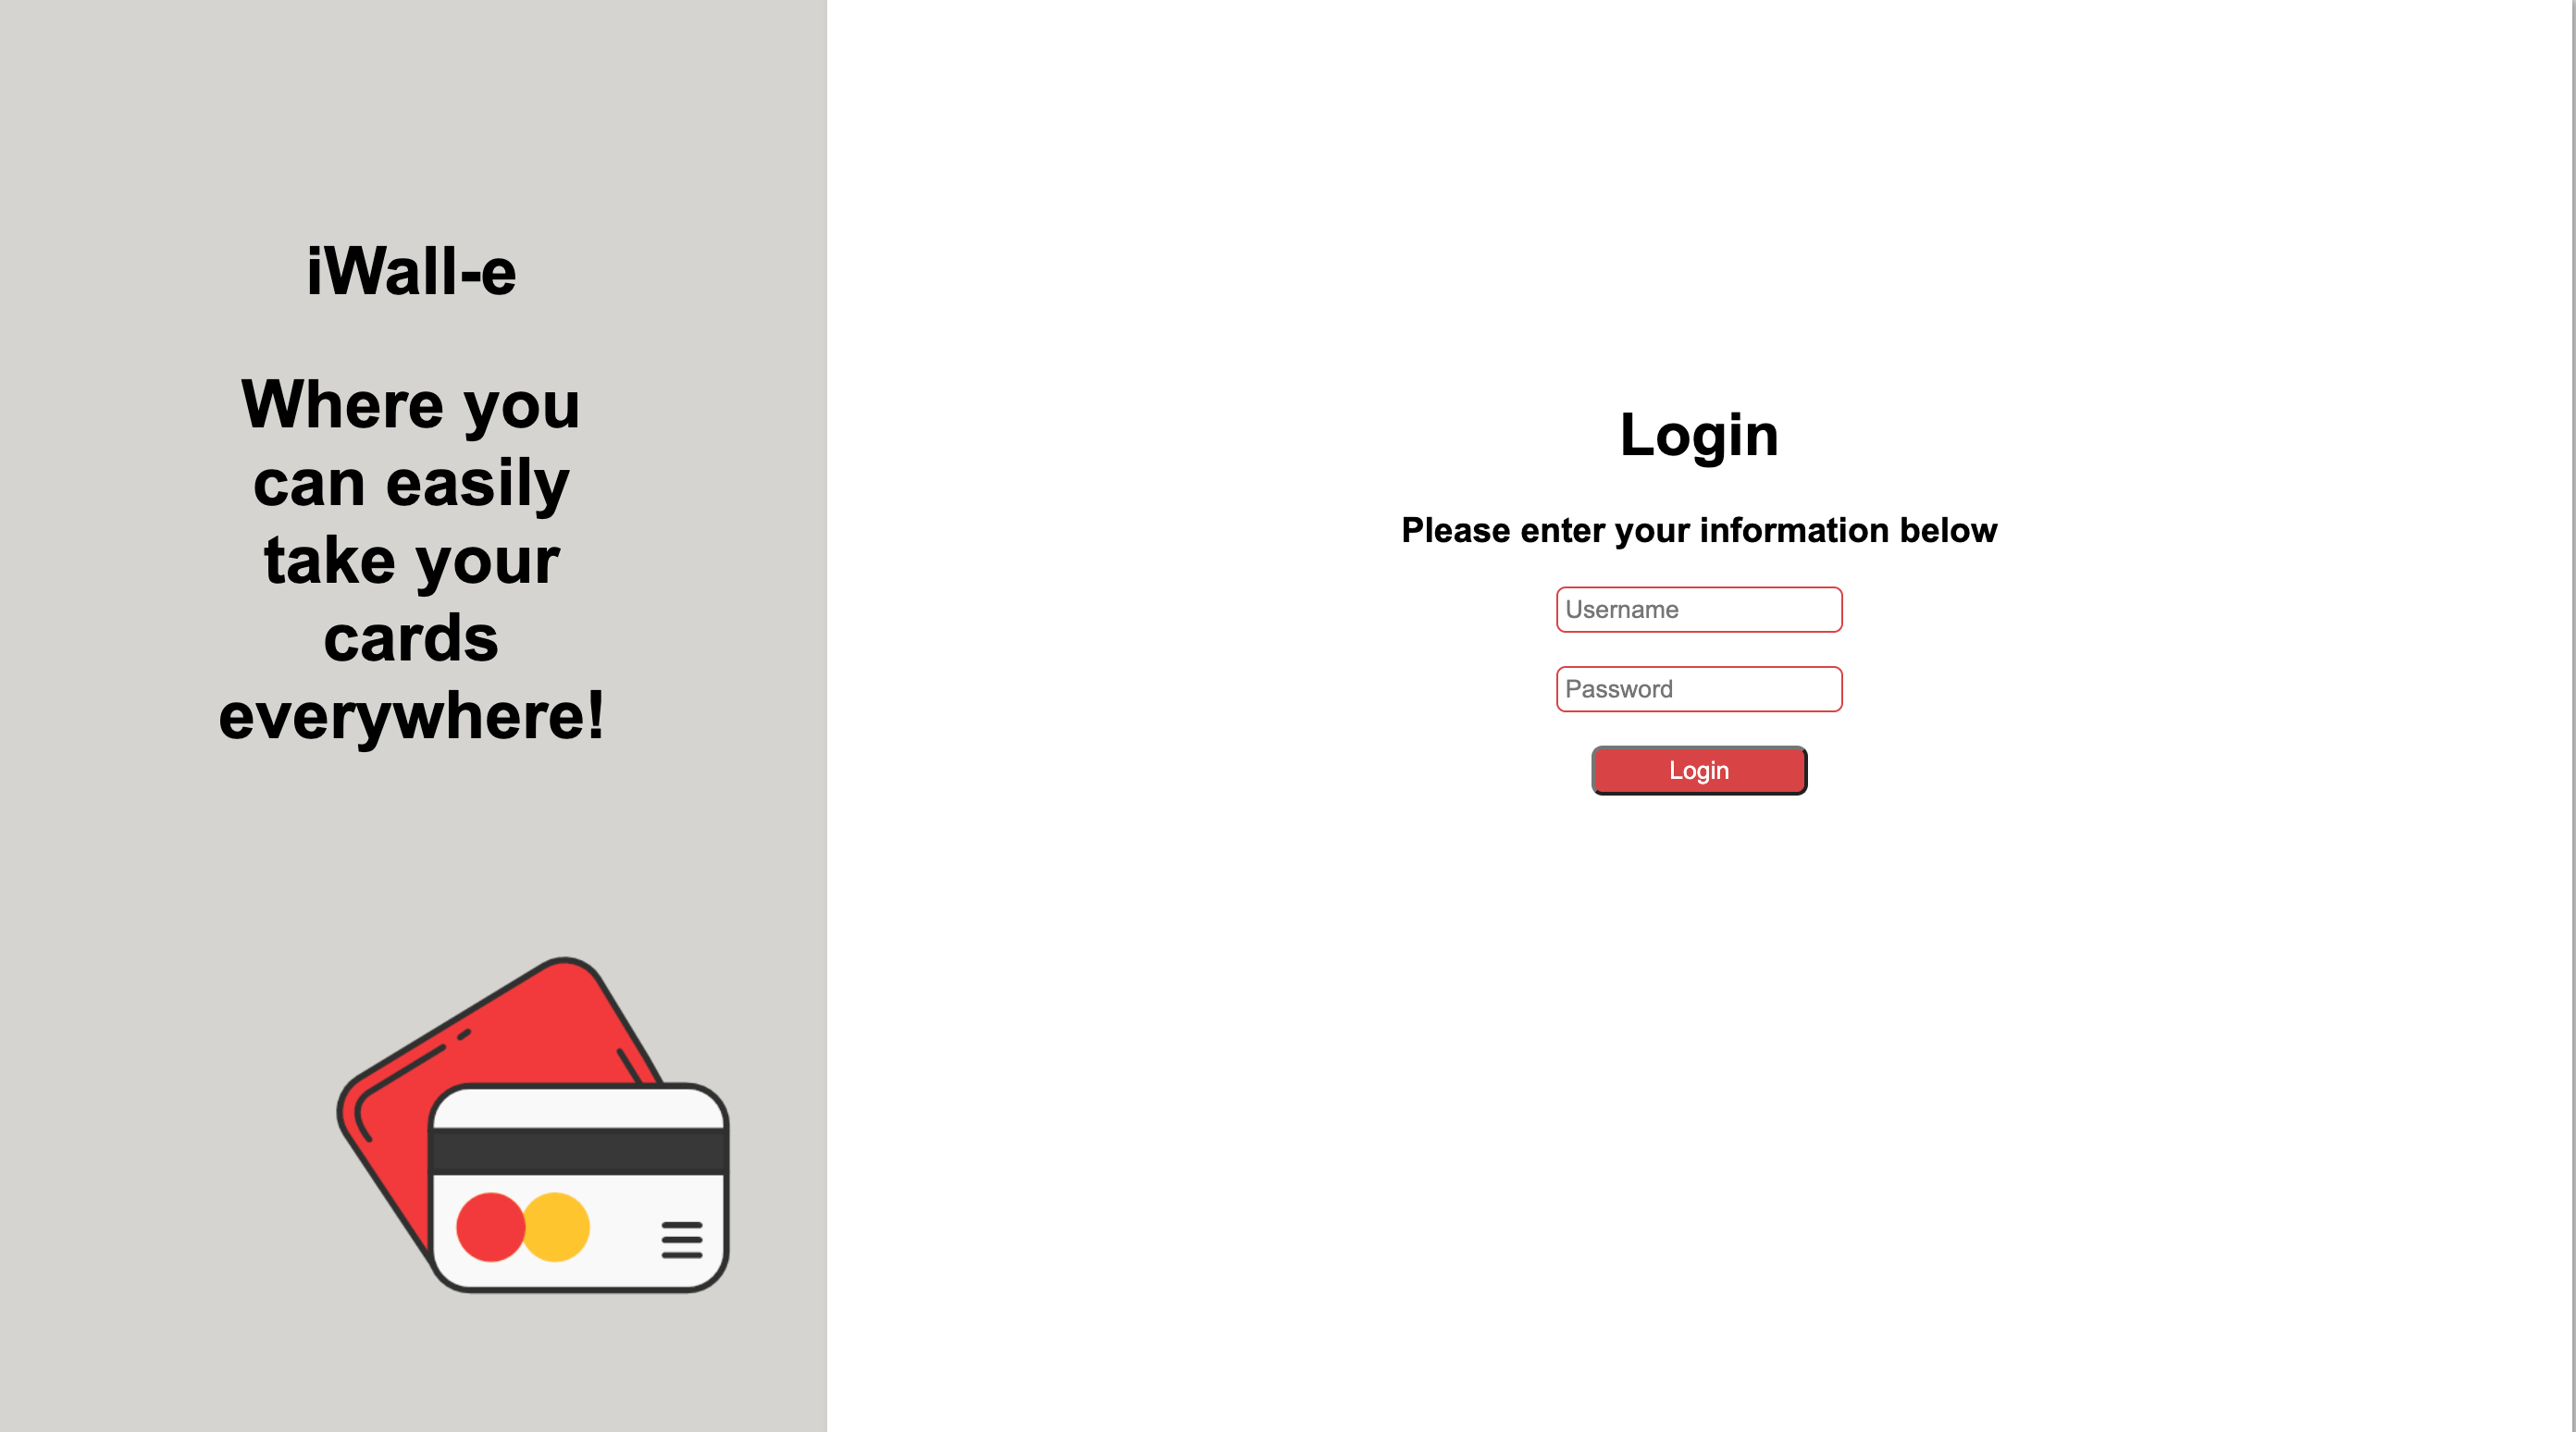 iWall-e
Where you
can easily
take your
cards
everywhere!
Login
Please enter your information below
Username
Password
Login